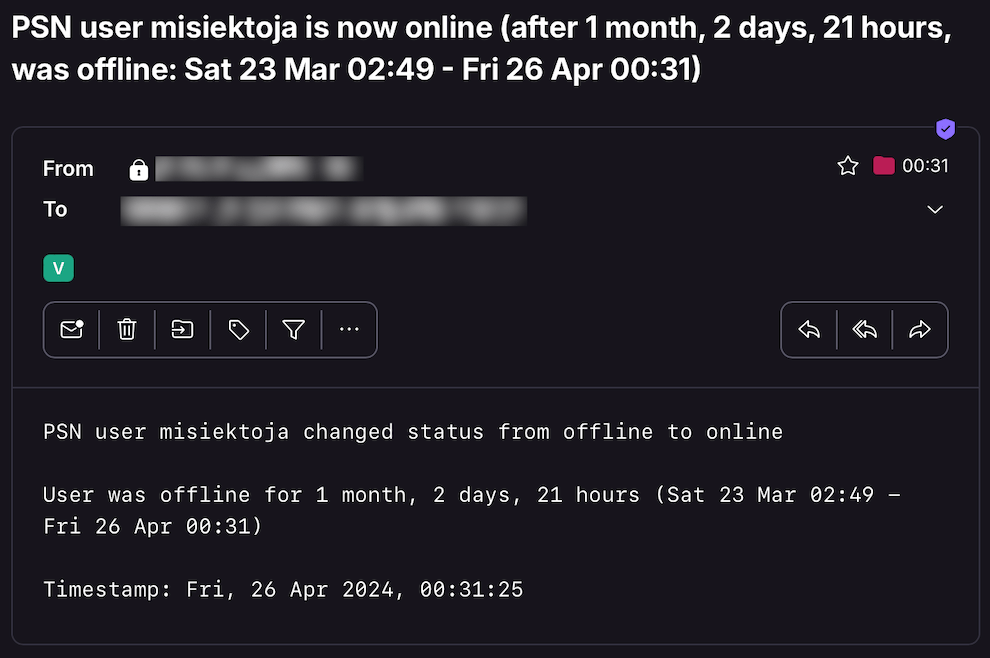 PSN user misiektoja is now online (after 1 month, 2 days, 21 hours,
was offline: Sat 23 Mar 02:49 - Fri 26 Apr 00:31)
From
00:31
To
V
PSN user misiektoja changed status from offline to online
User was offline for 1 month, 2 days, 21 hours (Sat 23 Mar 02:49 –
Fri 26 Apr 00:31)
Timestamp: Fri, 26 Apr 2024, 00:31:25